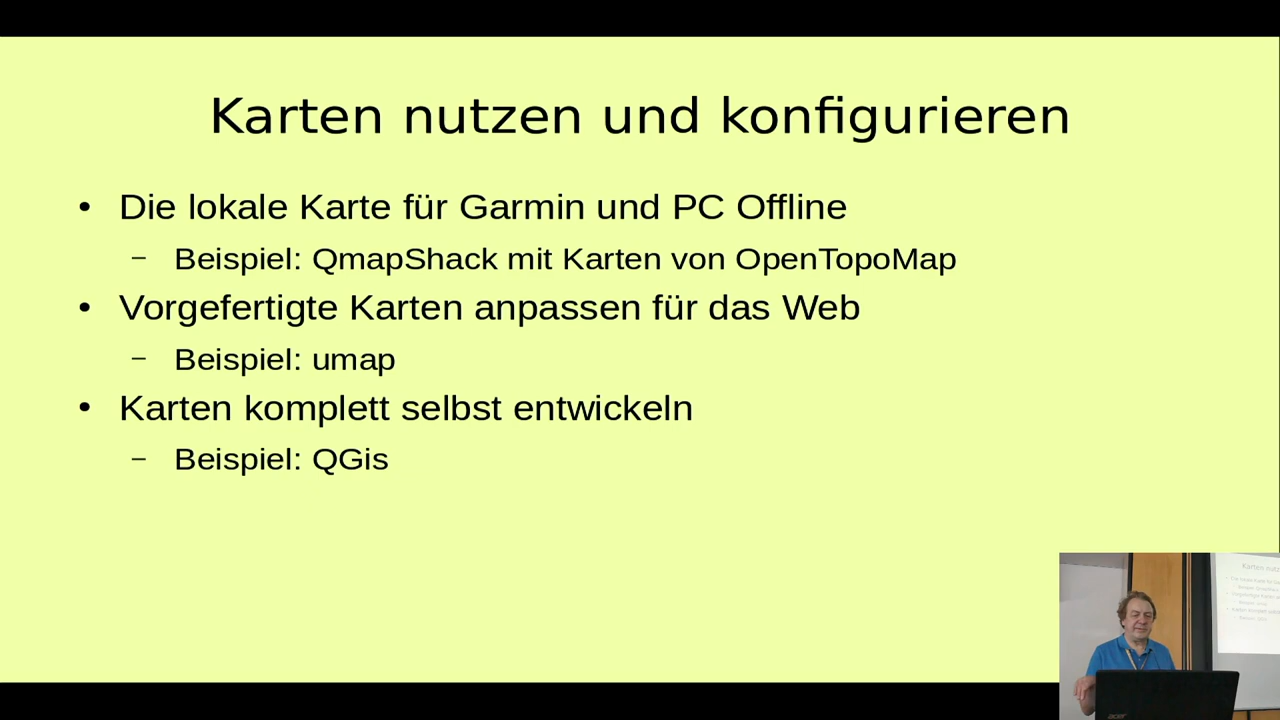 Karten nutzen und konfigurieren
• Die lokale Karte für Garmin und PC Offline
– Beispiel: QmapShack mit Karten von OpenTopoMap
• Vorgefertigte Karten anpassen für das Web
– Beispiel: umap
• Karten komplett selbst entwickeln
– Beispiel: QGis
acer